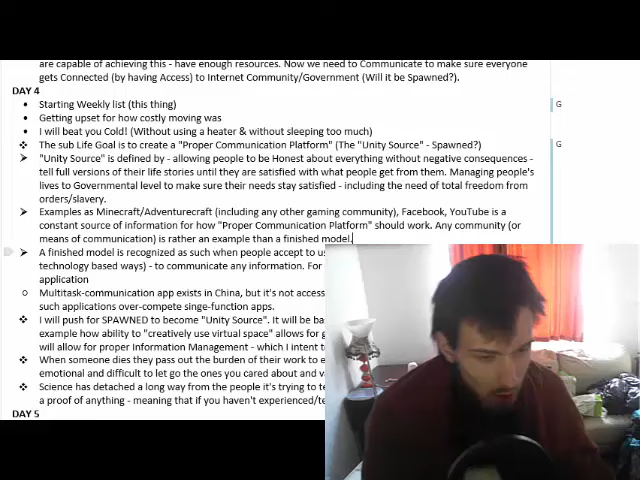 are capable of achieving this - have enough resources. Now we need to Communicate to make sure everyone
gets Connected (by having Access) to Internet Community/Government (Will it be Spawned?).
DAY 4
• Starting Weekly list (this thing)
• Getting upset for how costly moving was
• I will beat you Cold! (Without using a heater & without sleeping too much)
❖ The sub Life Goal is to create a "Proper Communication Platform" (The "Unity Source" - Spawned?)
➢ "Unity Source" is defined by - allowing people to be Honest about everything without negative consequences -
tell full versions of their life stories until they are satisfied with what people get from them. Managing people's
lives to Governmental level to make sure their needs stay satisfied - including the need of total freedom from
orders/slavery.
➢ Examples as Minecraft/Adventurecraft (including any other gaming community), Facebook, YouTube is a
constant source of information for how "Proper Communication Platform" should work. Any community (or
means of communication) is rather an example than a finished model.
➢ A finished model is recognized as such when people accept to us
technology based ways) - to communicate any information. For
application
○ Multitask-communication app exists in China, but it's not access
such applications over-compete singe-function apps.
❖ I will push for SPAWNED to become "Unity Source". It will be ba
example how ability to "creatively use virtual space" allows for g
will allow for proper Information Management - which I intent t
❖ When someone dies they pass out the burden of their work to e
emotional and difficult to let go the ones you cared about and v
❖ Science has detached a long way from the people it's trying to te
a proof of anything - meaning that if you haven't experienced/te
DAY 5
G
G